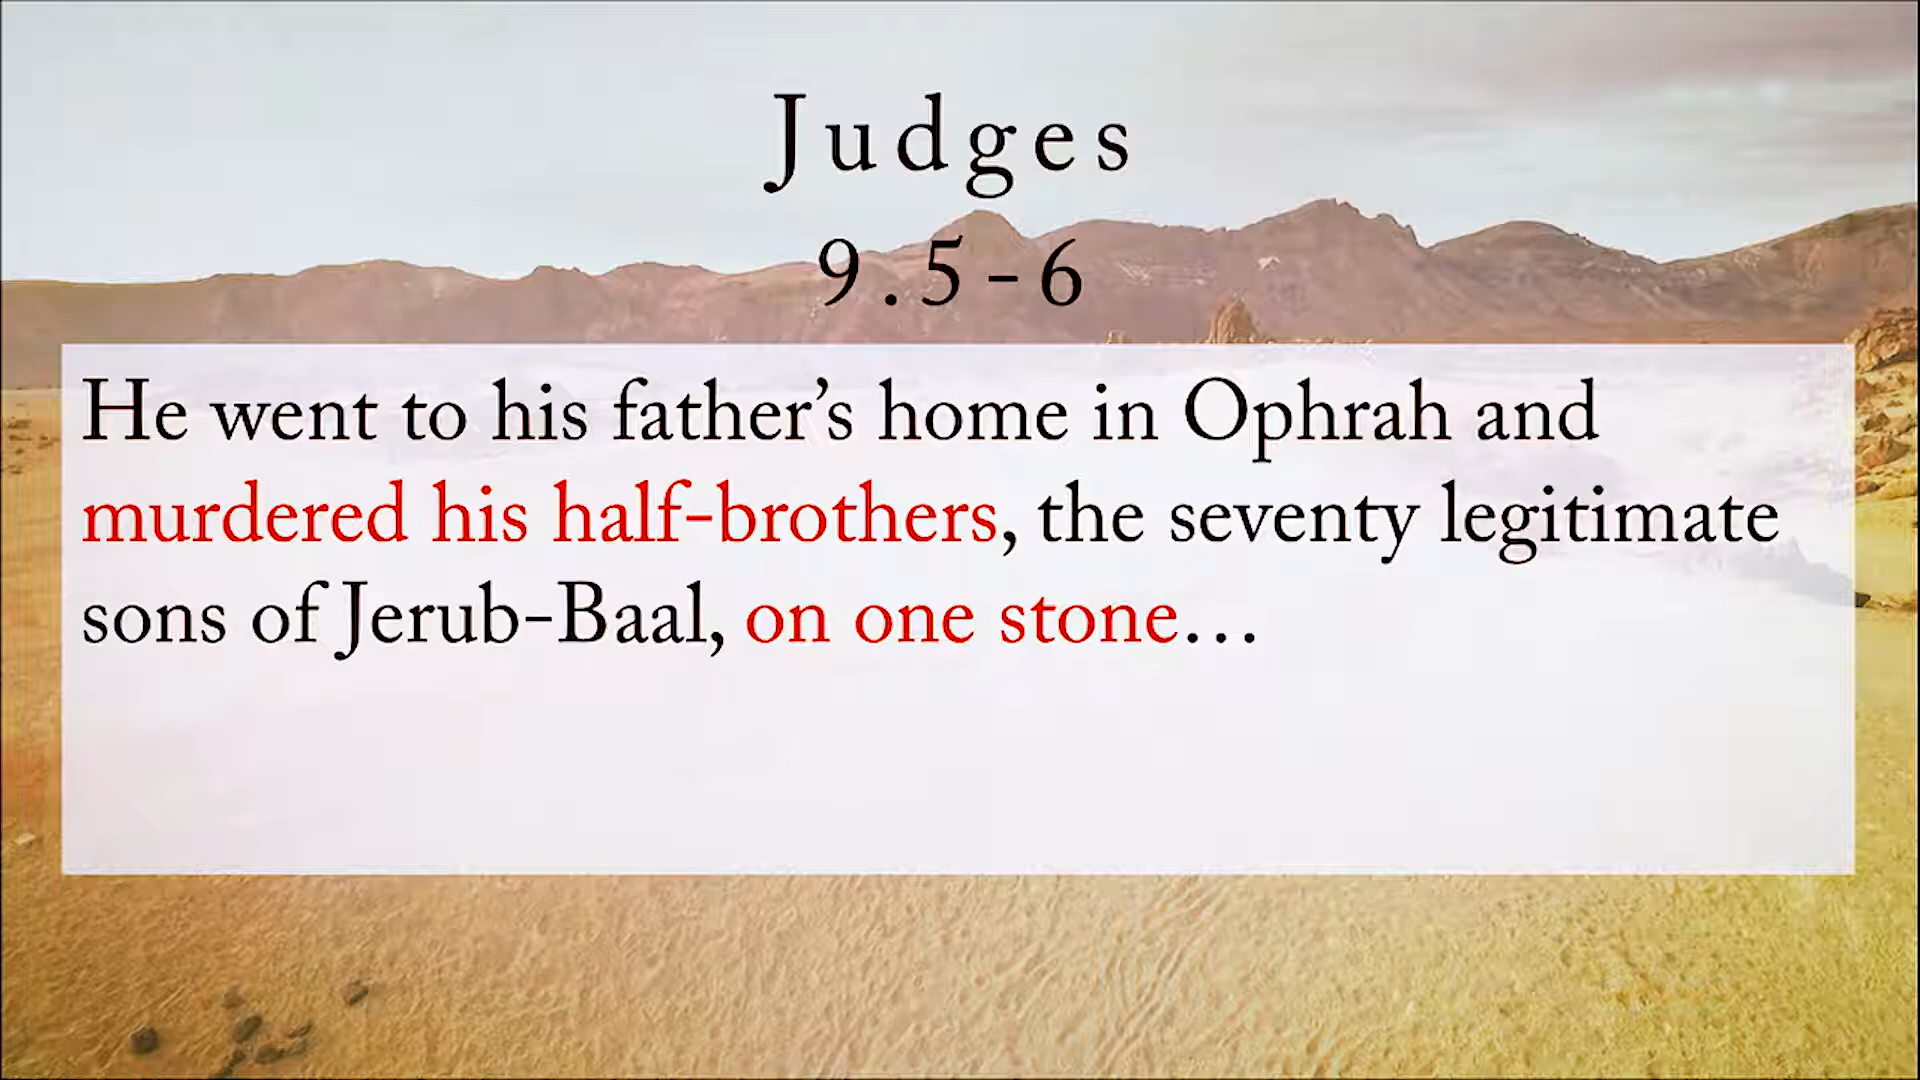 Judges
9.5-6
He went to his father’s home in Ophrah and
murdered his half-brothers, the seventy legitimate
sons of Jerub-Baal, on one stone…